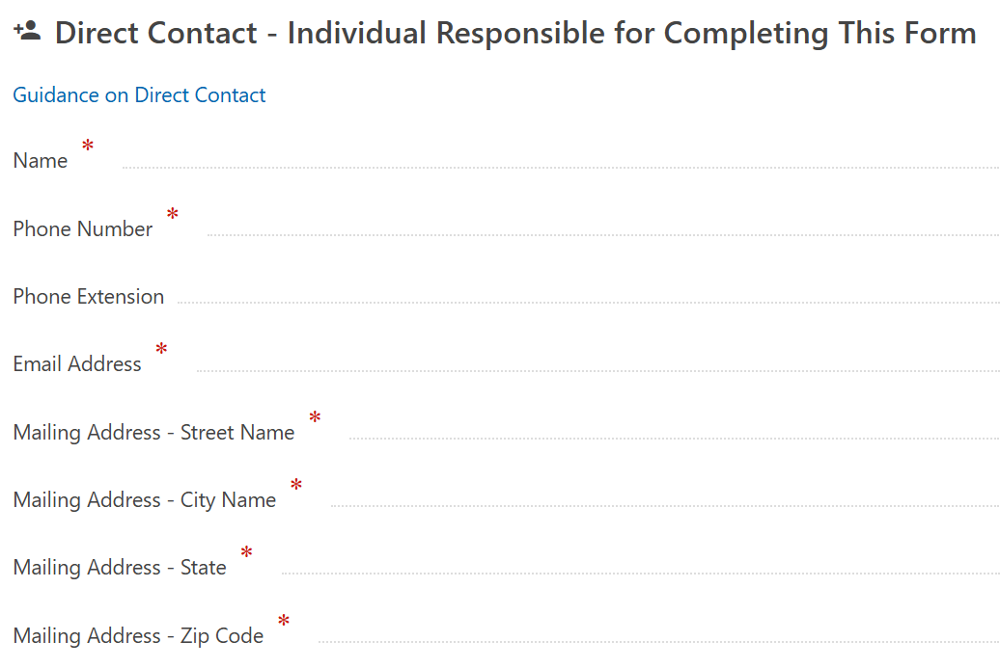 Direct Contact - Individual Responsible for Completing This Form
Guidance on Direct Contact
Name *
Phone Number *
Phone Extension
Email Address *
Mailing Address - Street Name *
Mailing Address - City Name *
Mailing Address - State *
Mailing Address - Zip Code *